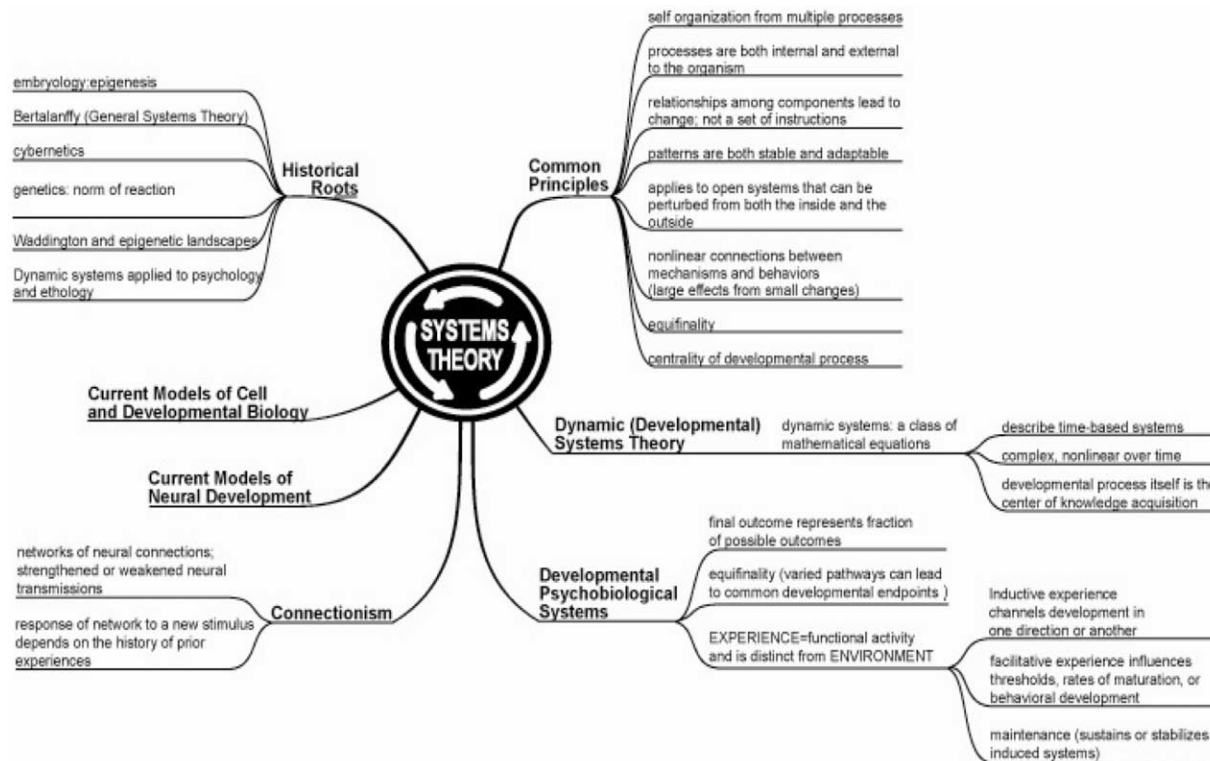 SYSTEMS
THEORY
Historical
Roots
embryology:epigenesis
Bertalanffy (General Systems Theory)
cybernetics
genetics: norm of reaction
Waddington and epigenetic landscapes
Dynamic systems applied to psychology
and ethology
Common
Principles
self organization from multiple processes
processes are both internal and external
to the organism
relationships among components lead to
change; not a set of instructions
patterns are both stable and adaptable
applies to open systems that can be
perturbed from both the inside and the
outside
nonlinear connections between
mechanisms and behaviors
(large effects from small changes)
equifinality
centrality of developmental process
Current Models of Cell
and Developmental Biology
Current Models of
Neural Development
Connectionism
networks of neural connections;
strengthened or weakened neural
transmissions
response of network to a new stimulus
depends on the history of prior
experiences
Dynamic (Developmental)
Systems Theory
dynamic systems: a class of
mathematical equations
describe time-based systems
complex, nonlinear over time
developmental process itself is the
center of knowledge acquisition
Developmental
Psychobiological
Systems
final outcome represents fraction
of possible outcomes
equifinality (varied pathways can lead
to common developmental endpoints )
EXPERIENCE=functional activity
and is distinct from ENVIRONMENT
Inductive experience
channels development in
one direction or another
facilitative experience influences
thresholds, rates of maturation, or
behavioral development
maintenance (sustains or stabilizes
induced systems)